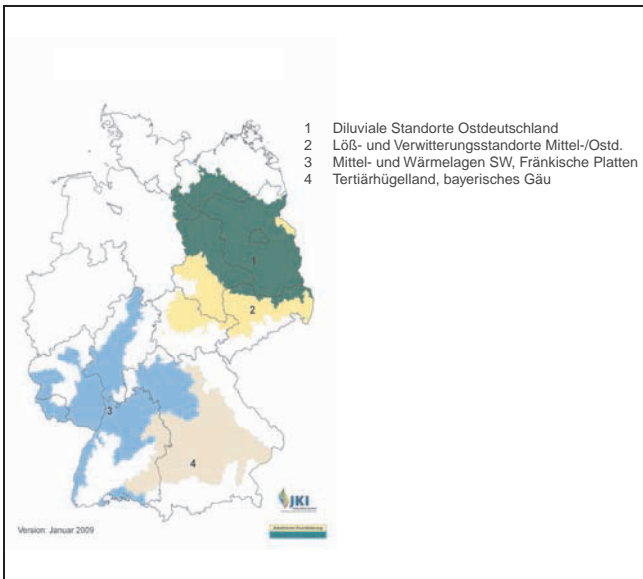 1 Diluviale Standorte Ostdeutschland
2 Löß- und Verwitterungsstandorte Mittel-/Ostd.
3 Mittel- und Wärmelagen SW, Fränkische Platten
4 Tertiärhügelland, bayerisches Gäu
1
2
3
4
JKI
Version: Januar 2009